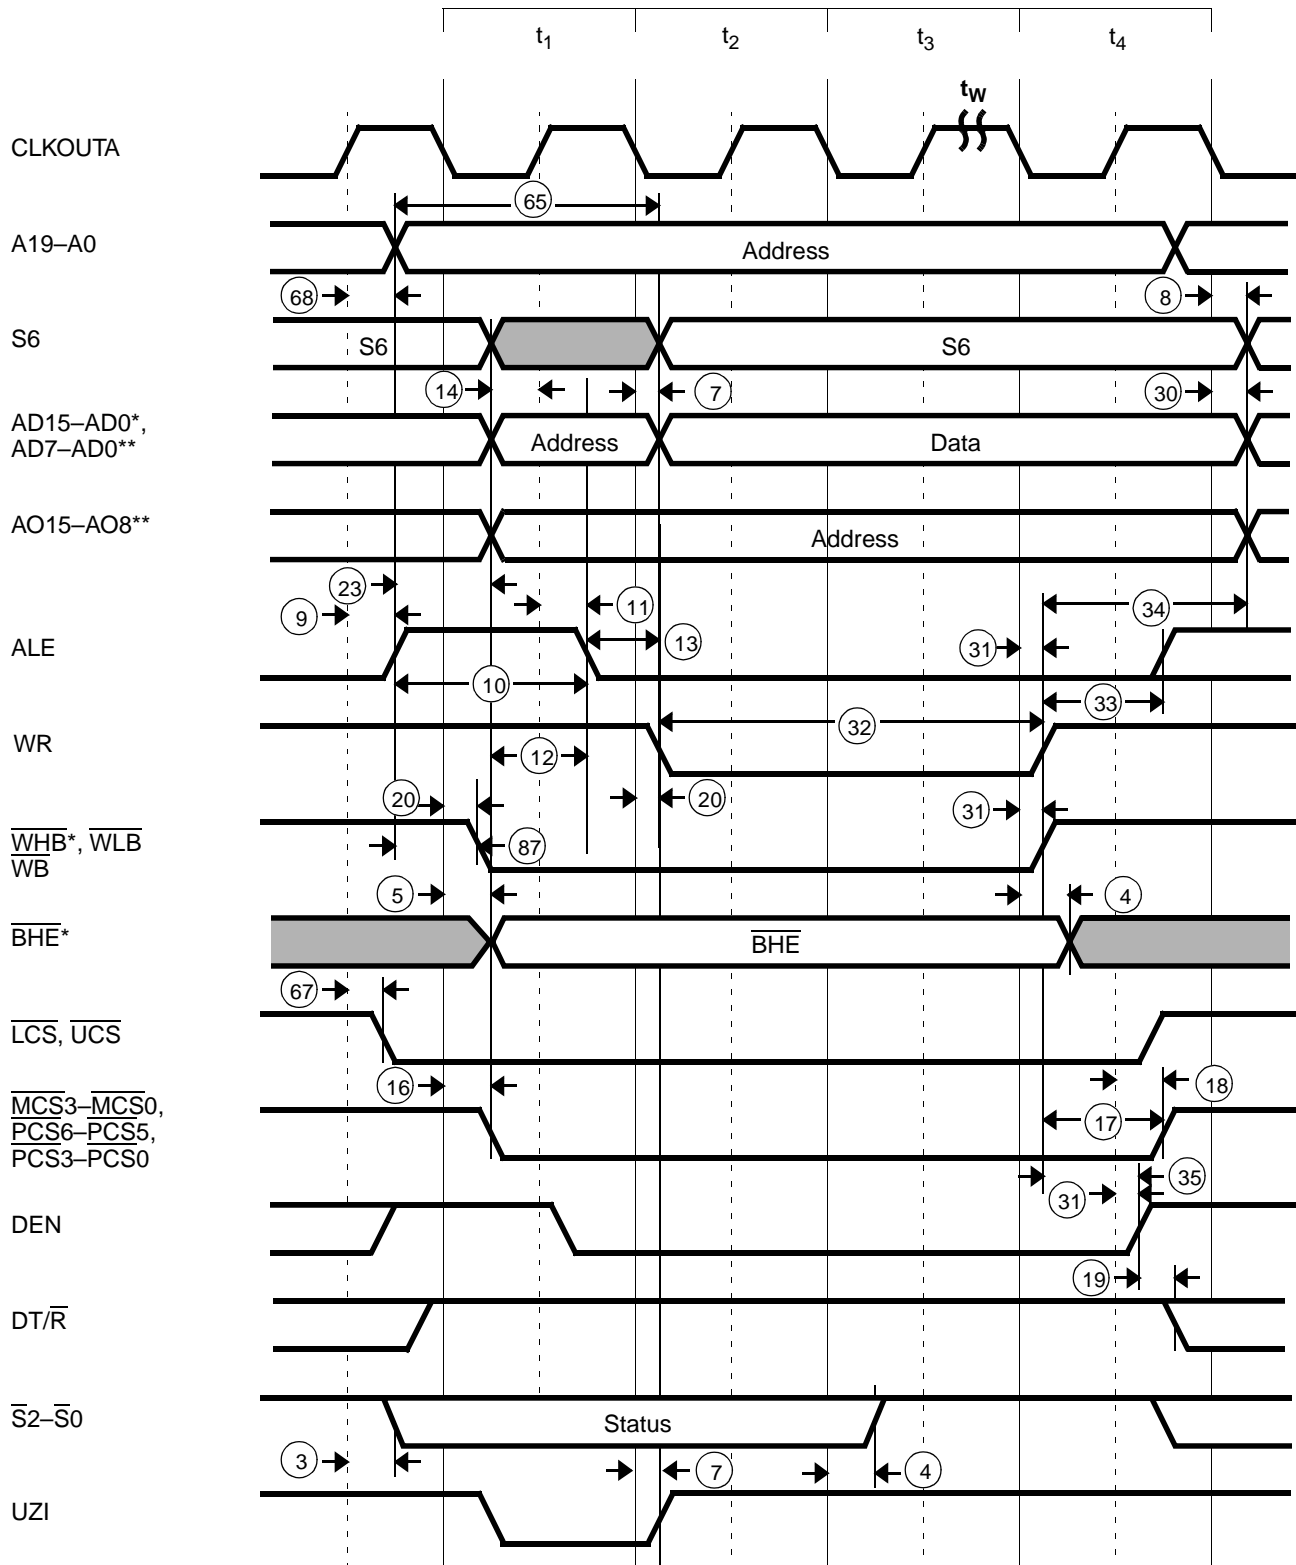 t1 t2 t3 t4
tW
CLKOUTA
65
A19–A0
Address
68 8
S6
S6 S6
14 7 30
AD15–AD0*,
AD7–AD0**
Address Data
AO15–AO8**
Address
23
9 11 34
ALE
13 31
10 33
WR
32
12
20 20 31
WHB*, WLB
WB
87
5 4
BHE*
BHE
67
LCS, UCS
16 18
MCS3–MCS0,
PCS6–PCS5,
PCS3–PCS0
17
35
31
DEN
19
DT/R
S2–S0
Status
3 7 4
UZI